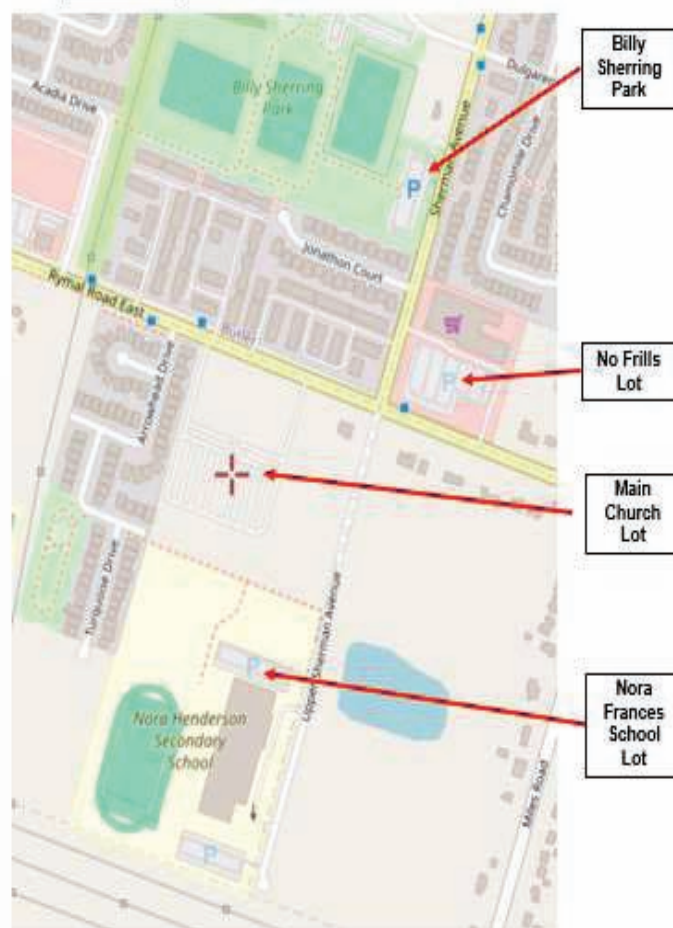 Billy
Sherring
Park
Dulgaren
Acadia Drive
Billy Sherring
Park
P
Sherman Avenue
Jonathon Court
Rymal Road East
Butler
No Frills
Lot
P
Arrowhead Drive
Main
Church
Lot
Turquoise Drive
Upper Sherman Avenue
P
Nora
Frances
School
Lot
Nora Henderson
Secondary
School
Miles Road
P